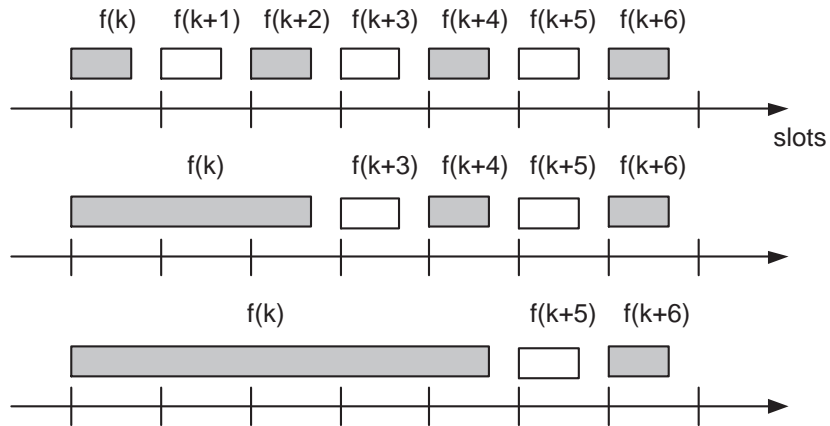 f(k) f(k+1) f(k+2) f(k+3) f(k+4) f(k+5) f(k+6)
slots
f(k) f(k+3) f(k+4) f(k+5) f(k+6)
f(k) f(k+5) f(k+6)